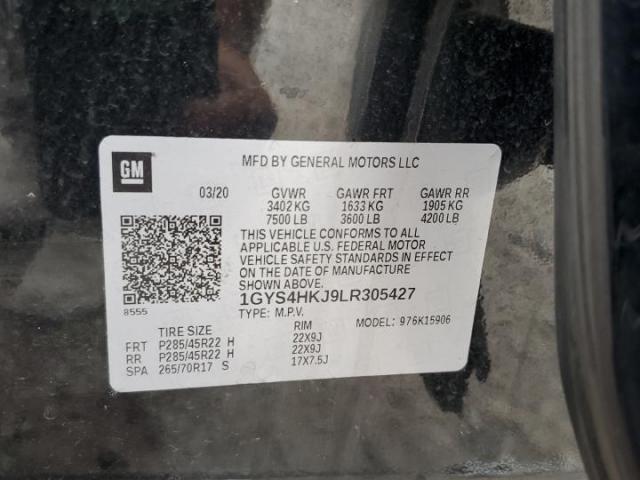 GM
MFD BY GENERAL MOTORS LLC
03/20 GVWR GAWR FRT GAWR RR
3402 KG 1633 KG 1905 KG
7500 LB 3600 LB 4200 LB
THIS VEHICLE CONFORMS TO ALL
APPLICABLE U.S. FEDERAL MOTOR
VEHICLE SAFETY STANDARDS IN EFFECT
ON THE DATE OF MANUFACTURE
SHOWN ABOVE.
8555
1GYS4HKJ9LR305427
TYPE: M.P.V. MODEL: 976K15906
TIRE SIZE RIM
FRT P285/45R22 H 22X9J
RR P285/45R22 H 22X9J
SPA 265/70R17 S 17X7.5J